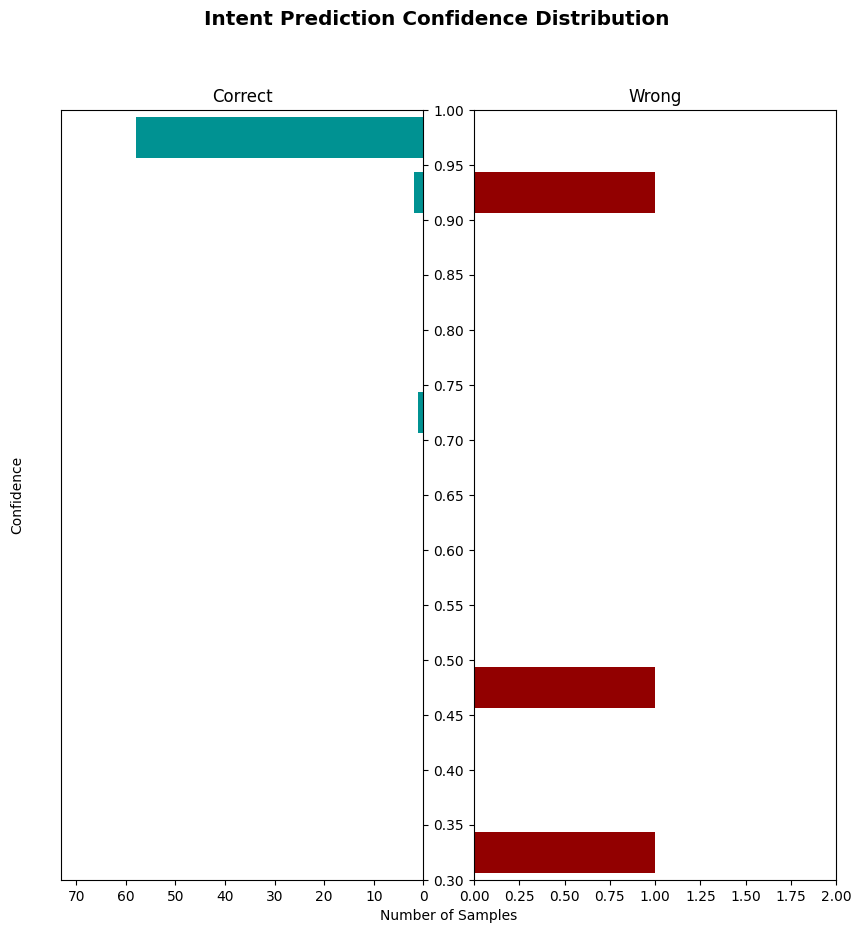 Intent Prediction Confidence Distribution
Correct
Wrong
1.00
0.95
0.90
0.85
0.80
0.75
0.70
0.65
0.60
0.55
0.50
0.45
0.40
0.35
0.30
Confidence
70 60 50 40 30 20 10 0
0.00 0.25 0.50 0.75 1.00 1.25 1.50 1.75 2.00
Number of Samples